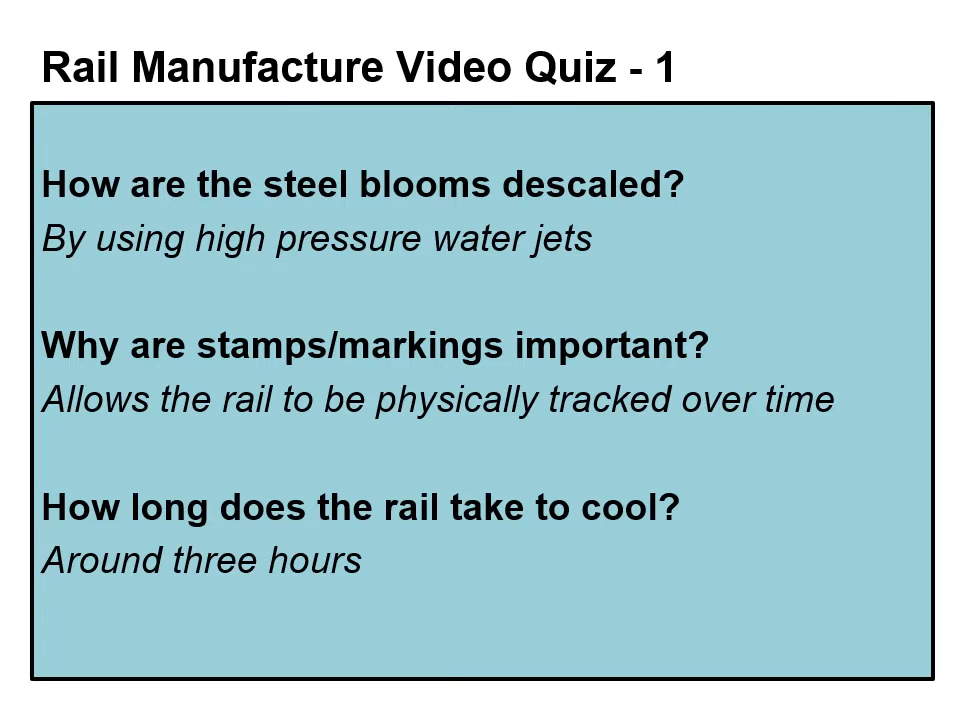 Rail Manufacture Video Quiz - 1
How are the steel blooms descaled?
By using high pressure water jets
Why are stamps/markings important?
Allows the rail to be physically tracked over time
How long does the rail take to cool?
Around three hours